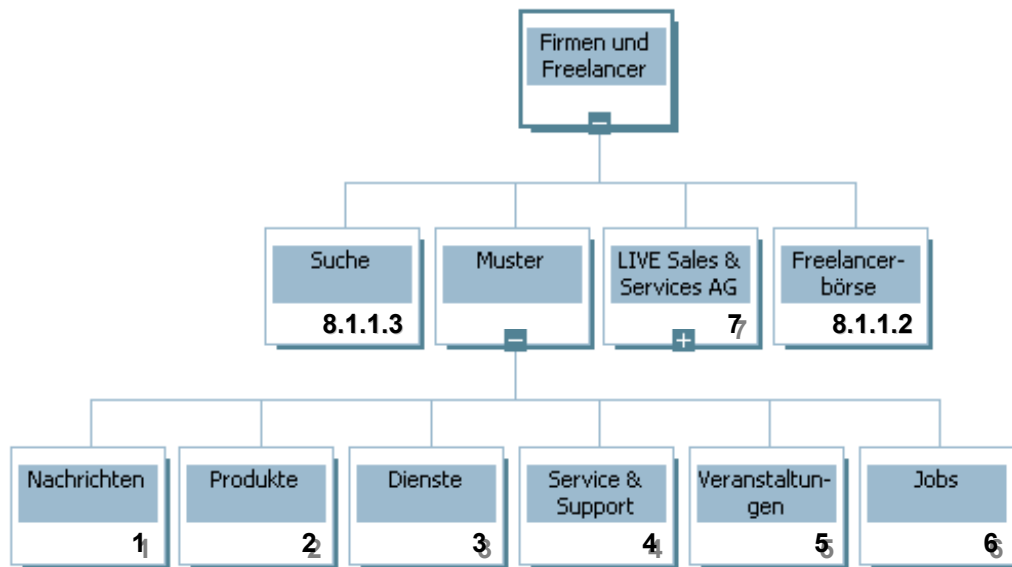 Firmen und
Freelancer
Suche
8.1.1.3
Muster
LIVE Sales &
Services AG
7
Freelancer-
börse
8.1.1.2
Nachrichten
1
Produkte
2
Dienste
3
Service &
Support
4
Veranstaltun-
gen
5
Jobs
6